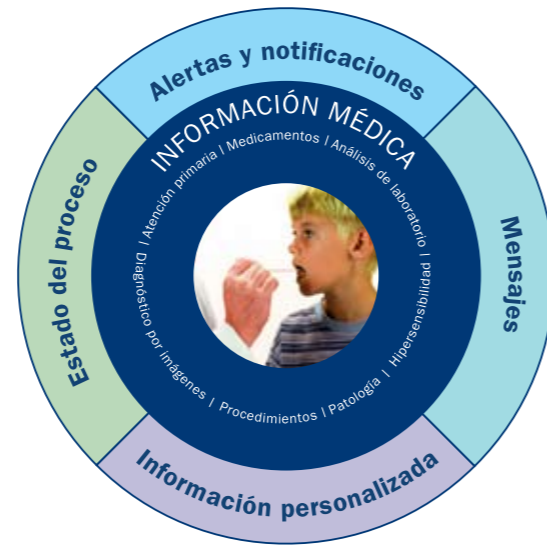 Alertas y notificaciones
Mensajes
Información personalizada
Estado del proceso
INFORMACIÓN MÉDICA
Atención primaria | Medicamentos | Análisis de laboratorio | Hipersensibilidad | Patología | Procedimientos | Diagnóstico por imágenes |